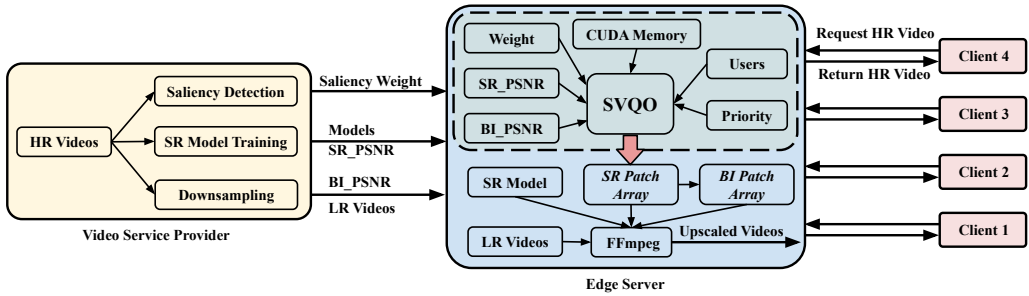 HR Videos
Saliency Detection
SR Model Training
Downsampling
Video Service Provider
Saliency Weight
Models
SR_PSNR
BI_PSNR
LR Videos
Weight
CUDA Memory
SR_PSNR
Users
SVQO
BI_PSNR
Priority
SR Model
SR Patch
Array
BI Patch
Array
LR Videos
FFmpeg
Upscaled Videos
Edge Server
Request HR Video
Return HR Video
Client 4
Client 3
Client 2
Client 1